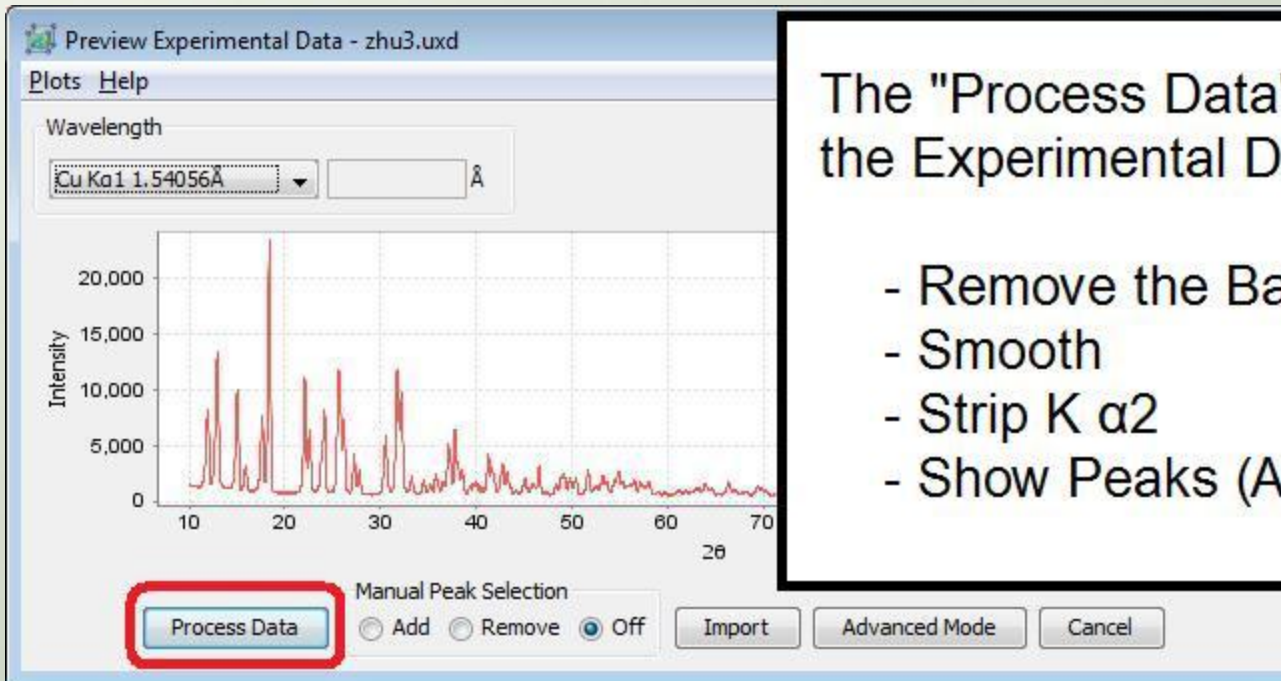 Preview Experimental Data - zhu3.uxd
Plots Help
Wavelength
Cu Kα1 1.54056Å
Å
20,000
15,000
10,000
5,000
0
Intensity
10 20 30 40 50 60 70
2θ
Manual Peak Selection
Process Data Add Remove Off Import Advanced Mode Cancel
The "Process Data"
the Experimental D
- Remove the Ba
- Smooth
- Strip K α2
- Show Peaks (A